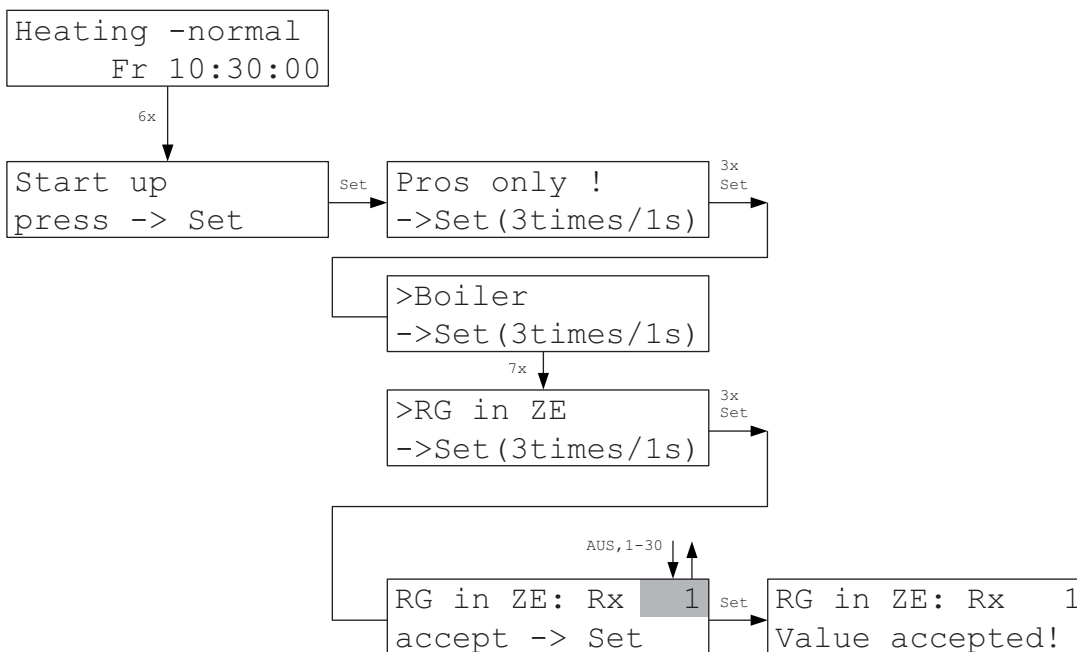 Heating -normal
Fr 10:30:00
6x
Start up
press -> Set
Set
Pros only !
->Set(3times/1s)
3x
Set
>Boiler
->Set(3times/1s)
7x
>RG in ZE
->Set(3times/1s)
3x
Set
AUS,1-30
RG in ZE: Rx 1
accept -> Set
Set
RG in ZE: Rx 1
Value accepted!